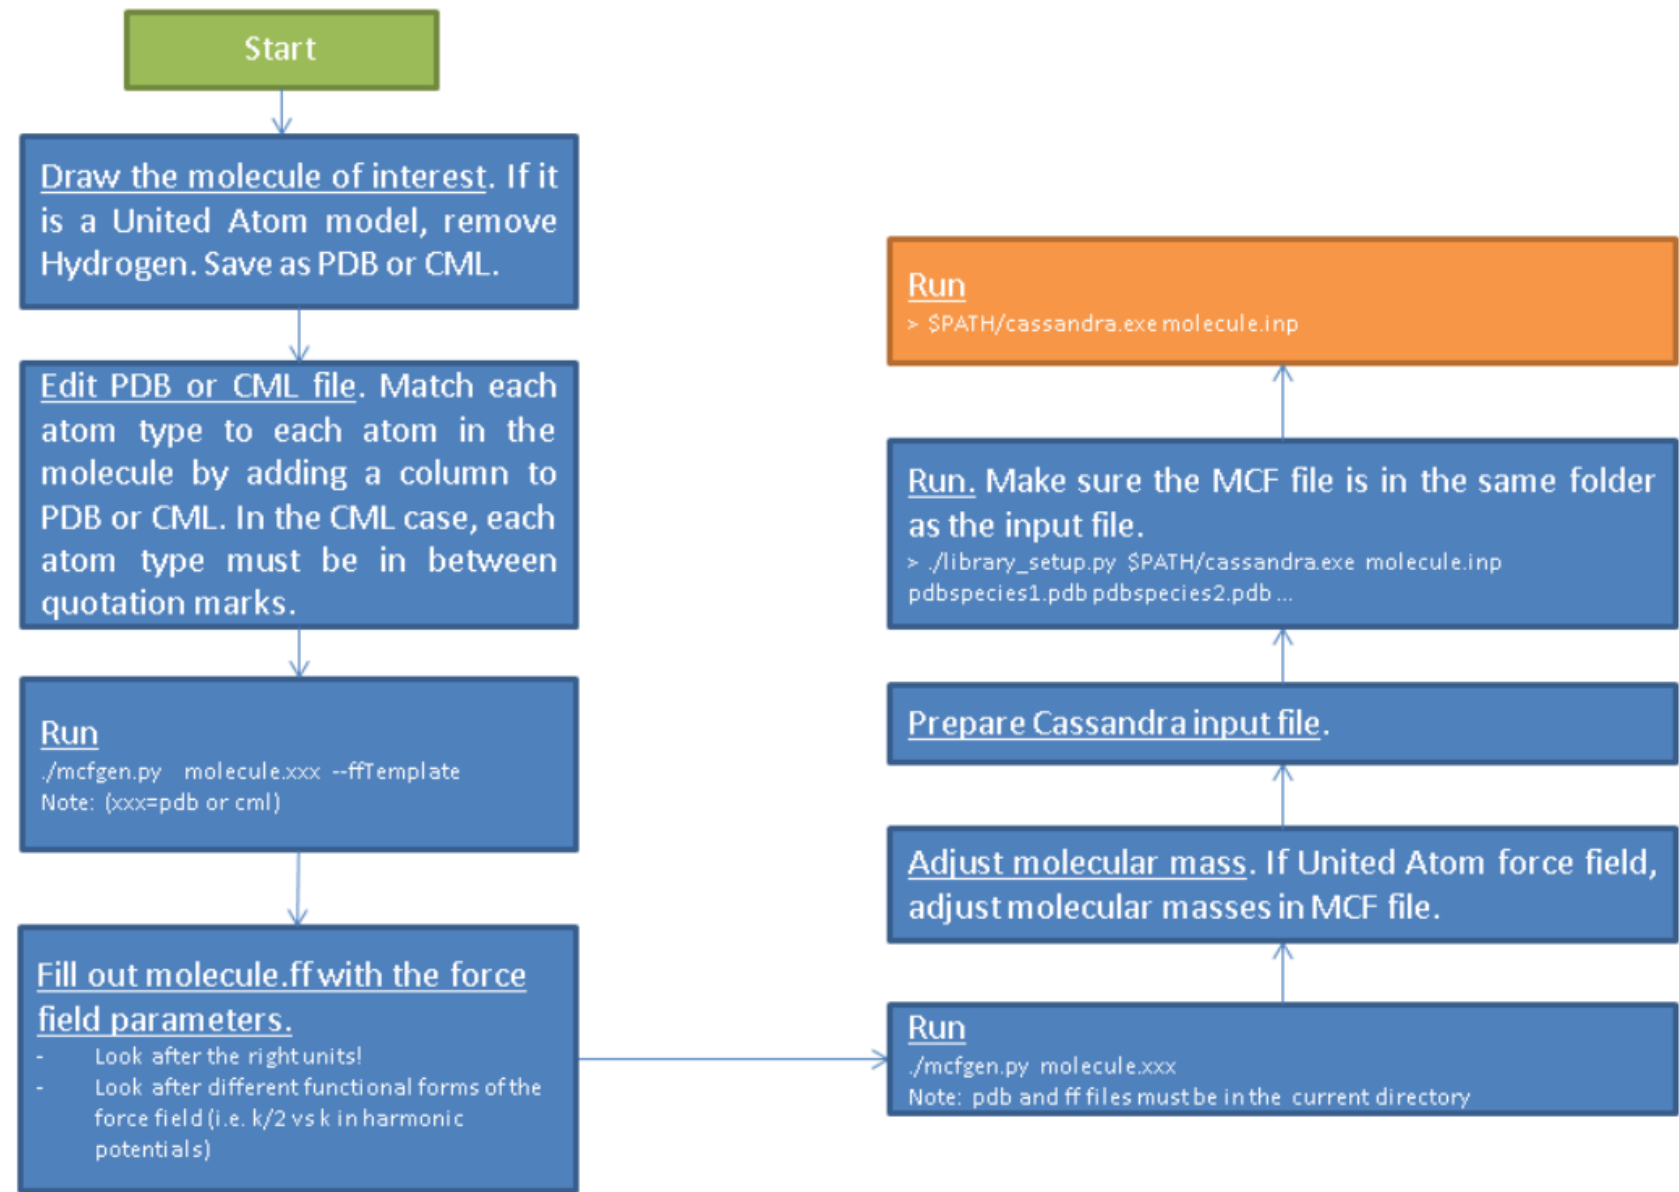 Start
Draw the molecule of interest. If it
is a United Atom model, remove
Hydrogen. Save as PDB or CML.
Edit PDB or CML file. Match each
atom type to each atom in the
molecule by adding a column to
PDB or CML. In the CML case, each
atom type must be in between
quotation marks.
Run
./mcfgen.py molecule.xxx --ffTemplate
Note: (xxx=pdb or cml)
Fill out molecule.ff with the force
field parameters.
- Look after the right units!
- Look after different functional forms of the
force field (i.e. k/2 vs k in harmonic
potentials)
Run
./mcfgen.py molecule.xxx
Note: pdb and ff files must be in the current directory
Adjust molecular mass. If United Atom force field,
adjust molecular masses in MCF file.
Prepare Cassandra input file.
Run. Make sure the MCF file is in the same folder
as the input file.
> ./library_setup.py $PATH/cassandra.exe molecule.inp
pdbspecies1.pdb pdbspecies2.pdb ...
Run
> $PATH/cassandra.exe molecule.inp